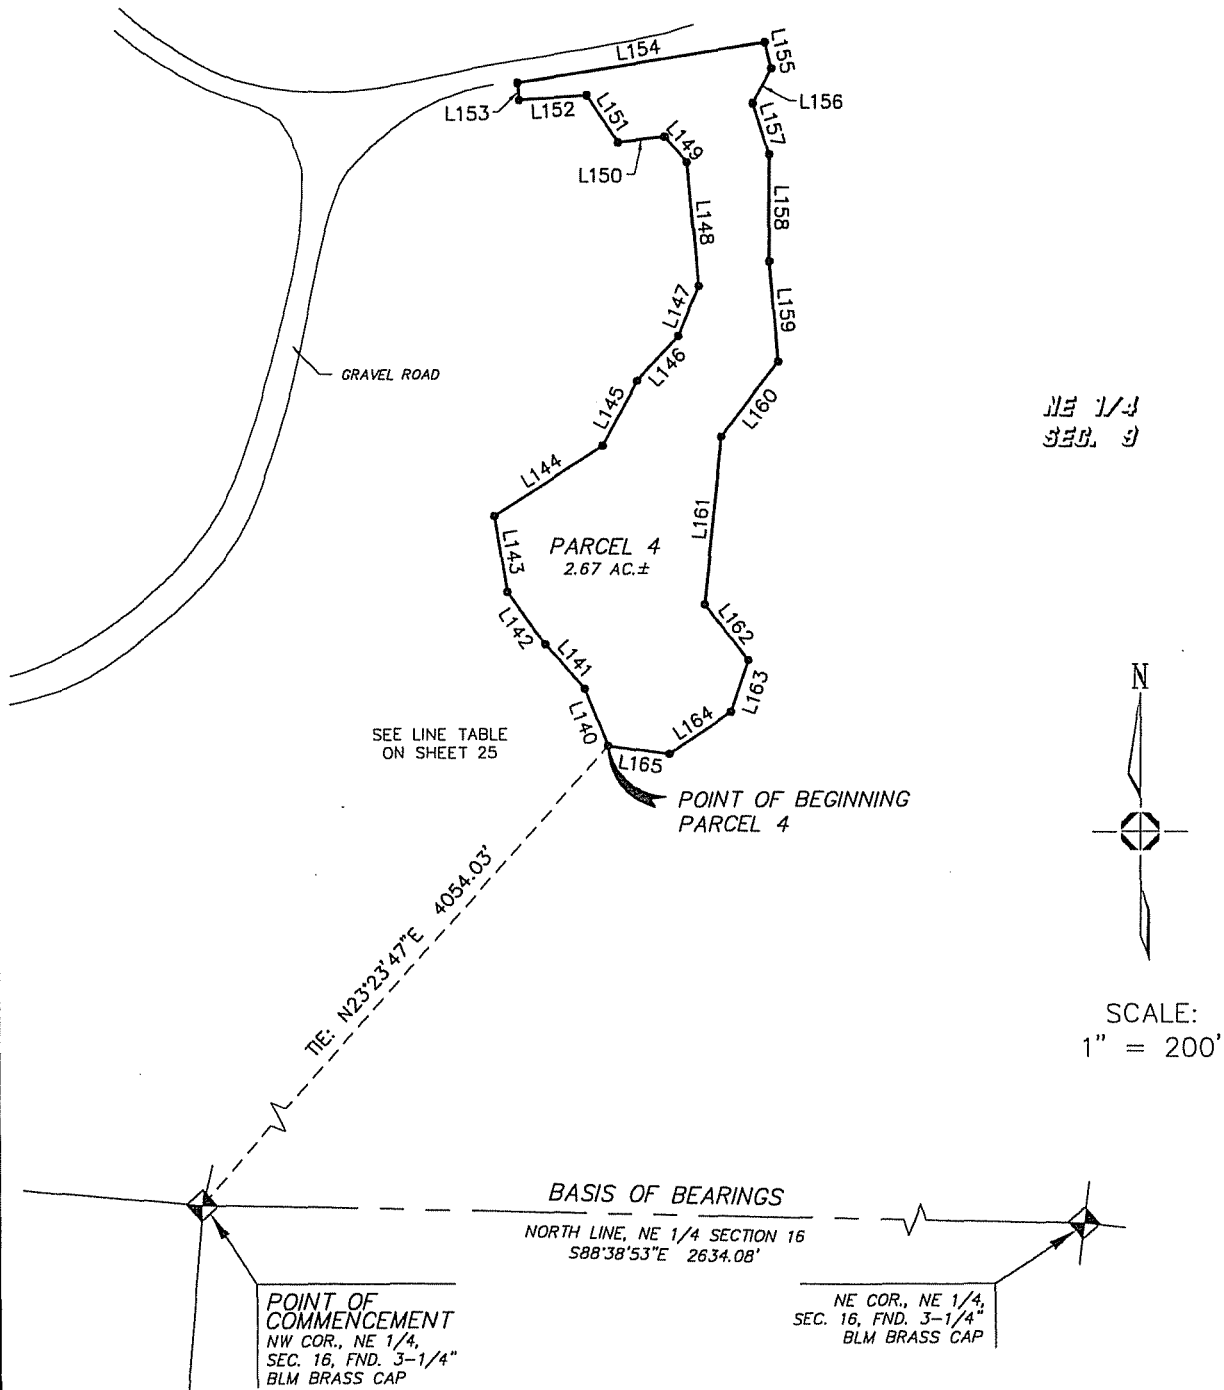 L154
L155
L153
L152
L151
L156
L149
L157
L150
L148
L158
L147
L159
GRAVEL ROAD
L146
L145
L160
NE 1/4
SEC. 9
L144
L161
L143
PARCEL 4
2.67 AC.±
L142
L162
L141
L163
L140
L164
SEE LINE TABLE
ON SHEET 25
L165
N
POINT OF BEGINNING
PARCEL 4
TIE: N23°23'47"E 4054.03'
SCALE:
1" = 200'
BASIS OF BEARINGS
NORTH LINE, NE 1/4 SECTION 16
S88°38'53"E 2634.08'
POINT OF
COMMENCEMENT
NW COR., NE 1/4,
SEC. 16, FND. 3-1/4"
BLM BRASS CAP
NE COR., NE 1/4,
SEC. 16, FND. 3-1/4"
BLM BRASS CAP